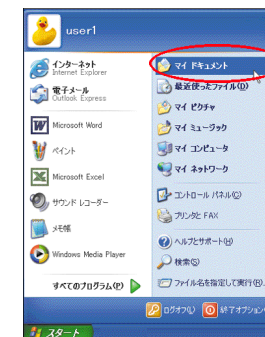 user1
インターネット
Internet Explorer
電子メール
Outlook Express
Microsoft Word
ペイント
Microsoft Excel
サウンド レコーダー
メモ帳
Windows Media Player
すべてのプログラム(P)
マイ ドキュメント
最近使ったファイル(D)
マイ ピクチャ
マイ ミュージック
マイ コンピュータ
マイ ネットワーク
コントロール パネル(C)
プリンタと FAX
ヘルプとサポート(H)
検索(S)
ファイル名を指定して実行(R)
ログオフ(L)
終了オプション
スタート